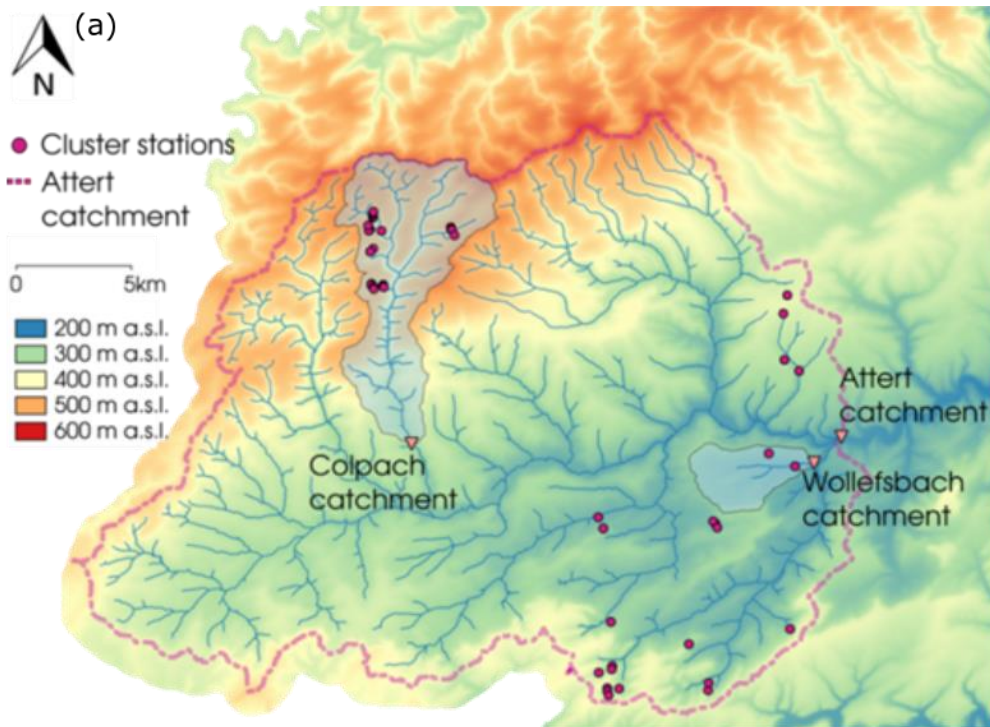 (a)
N
Cluster stations
Attert
catchment
0 5km
200 m a.s.l.
300 m a.s.l.
400 m a.s.l.
500 m a.s.l.
600 m a.s.l.
Attert
catchment
Colpach
catchment
Wollefsbach
catchment